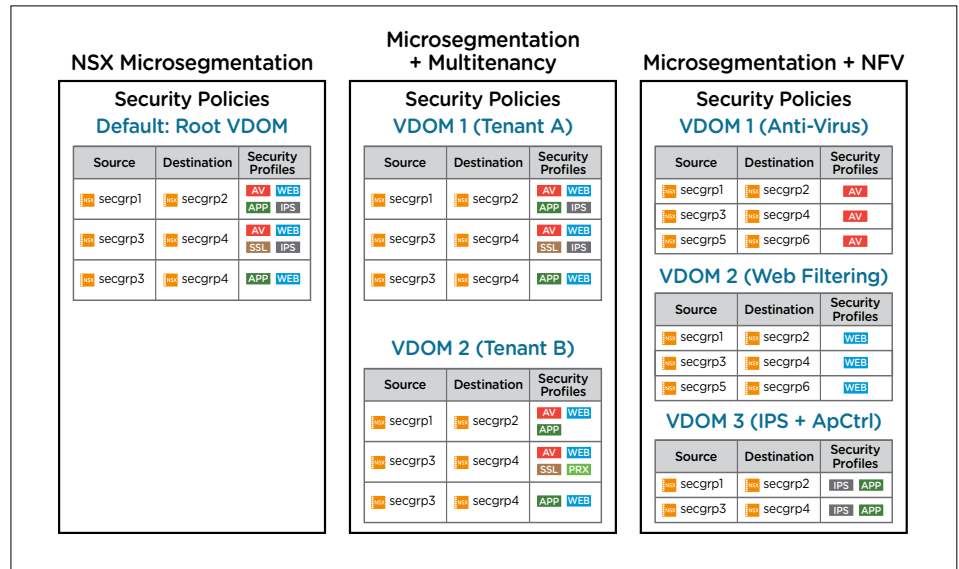 NSX Microsegmentation
Security Policies
Default: Root VDOM
Source Destination Security Profiles
NSX secgrp1 NSX secgrp2 AV WEB
APP IPS
NSX secgrp3 NSX secgrp4 AV WEB
SSL IPS
NSX secgrp3 NSX secgrp4 APP WEB
Microsegmentation
+ Multitenancy
Security Policies
VDOM 1 (Tenant A)
Source Destination Security Profiles
NSX secgrp1 NSX secgrp2 AV WEB
APP IPS
NSX secgrp3 NSX secgrp4 AV WEB
SSL IPS
NSX secgrp3 NSX secgrp4 APP WEB
VDOM 2 (Tenant B)
Source Destination Security Profiles
NSX secgrp1 NSX secgrp2 AV WEB
APP
NSX secgrp3 NSX secgrp4 AV WEB
SSL PRX
NSX secgrp3 NSX secgrp4 APP WEB
Microsegmentation + NFV
Security Policies
VDOM 1 (Anti-Virus)
Source Destination Security Profiles
NSX secgrp1 NSX secgrp2 AV
NSX secgrp3 NSX secgrp4 AV
NSX secgrp5 NSX secgrp6 AV
VDOM 2 (Web Filtering)
Source Destination Security Profiles
NSX secgrp1 NSX secgrp2 WEB
NSX secgrp3 NSX secgrp4 WEB
NSX secgrp5 NSX secgrp6 WEB
VDOM 3 (IPS + ApCtrl)
Source Destination Security Profiles
NSX secgrp1 NSX secgrp2 IPS APP
NSX secgrp3 NSX secgrp4 IPS APP